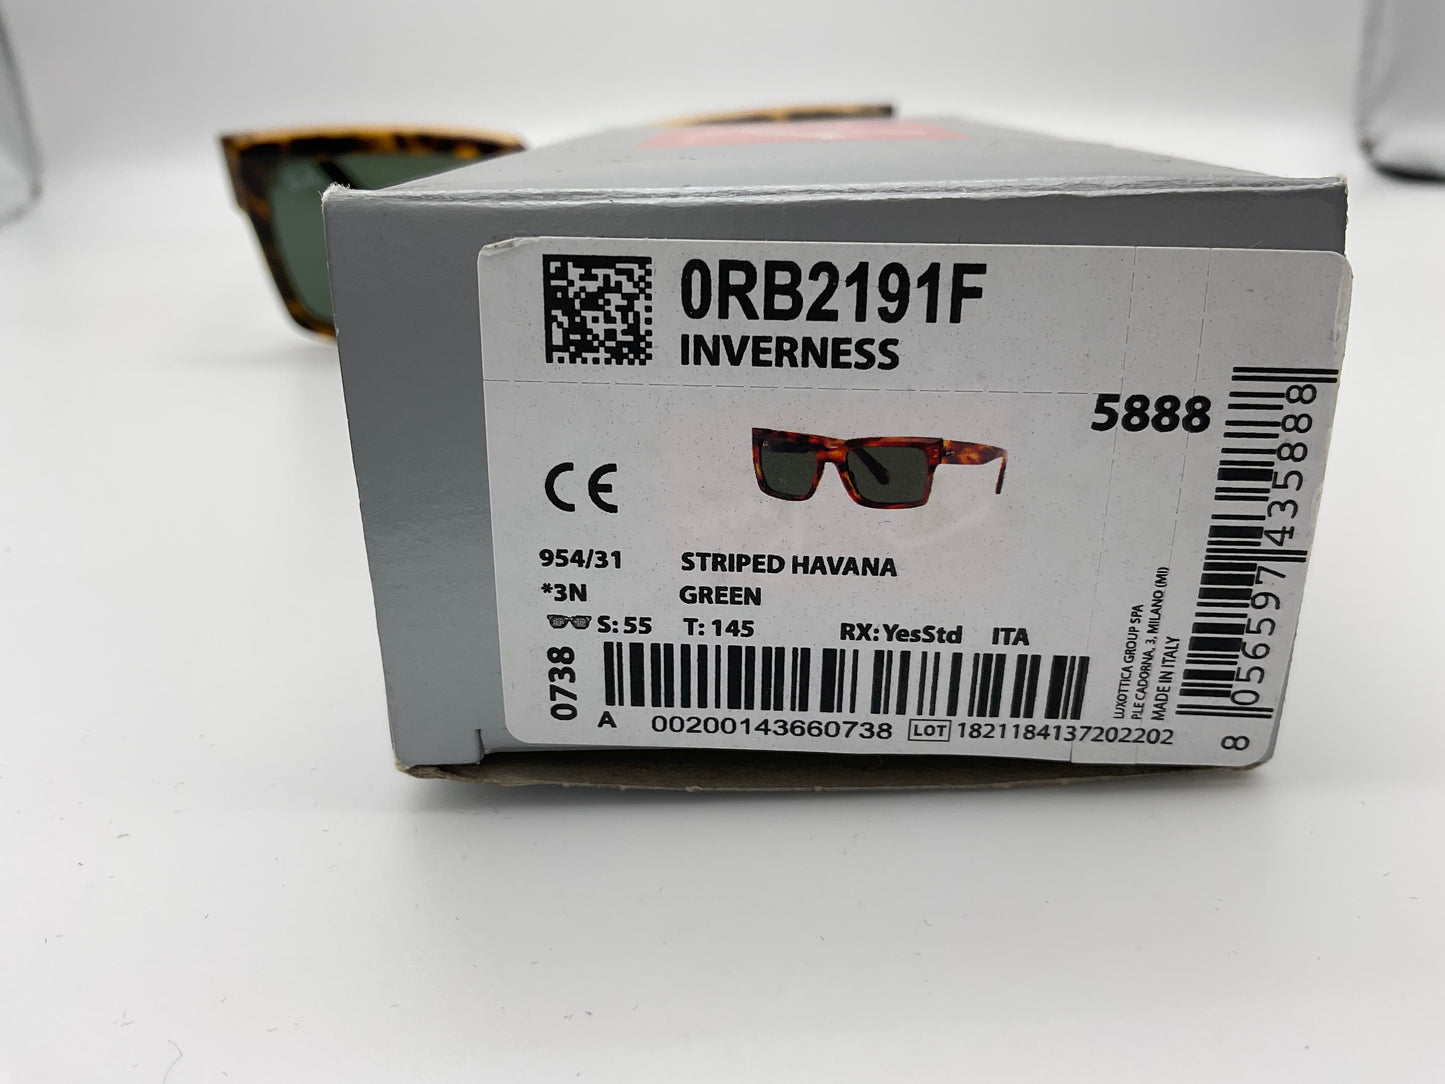 0RB2191F
INVERNESS
5888
CE
954/31 STRIPED HAVANA
*3N GREEN
S: 55 T: 145 RX: YesStd ITA
0738
A 00200143660738 LOT 1821184137202202
LUXOTTICA GROUP SPA
P.LE CADORNA, 3, MILANO (MI)
MADE IN ITALY
8 056597 435888